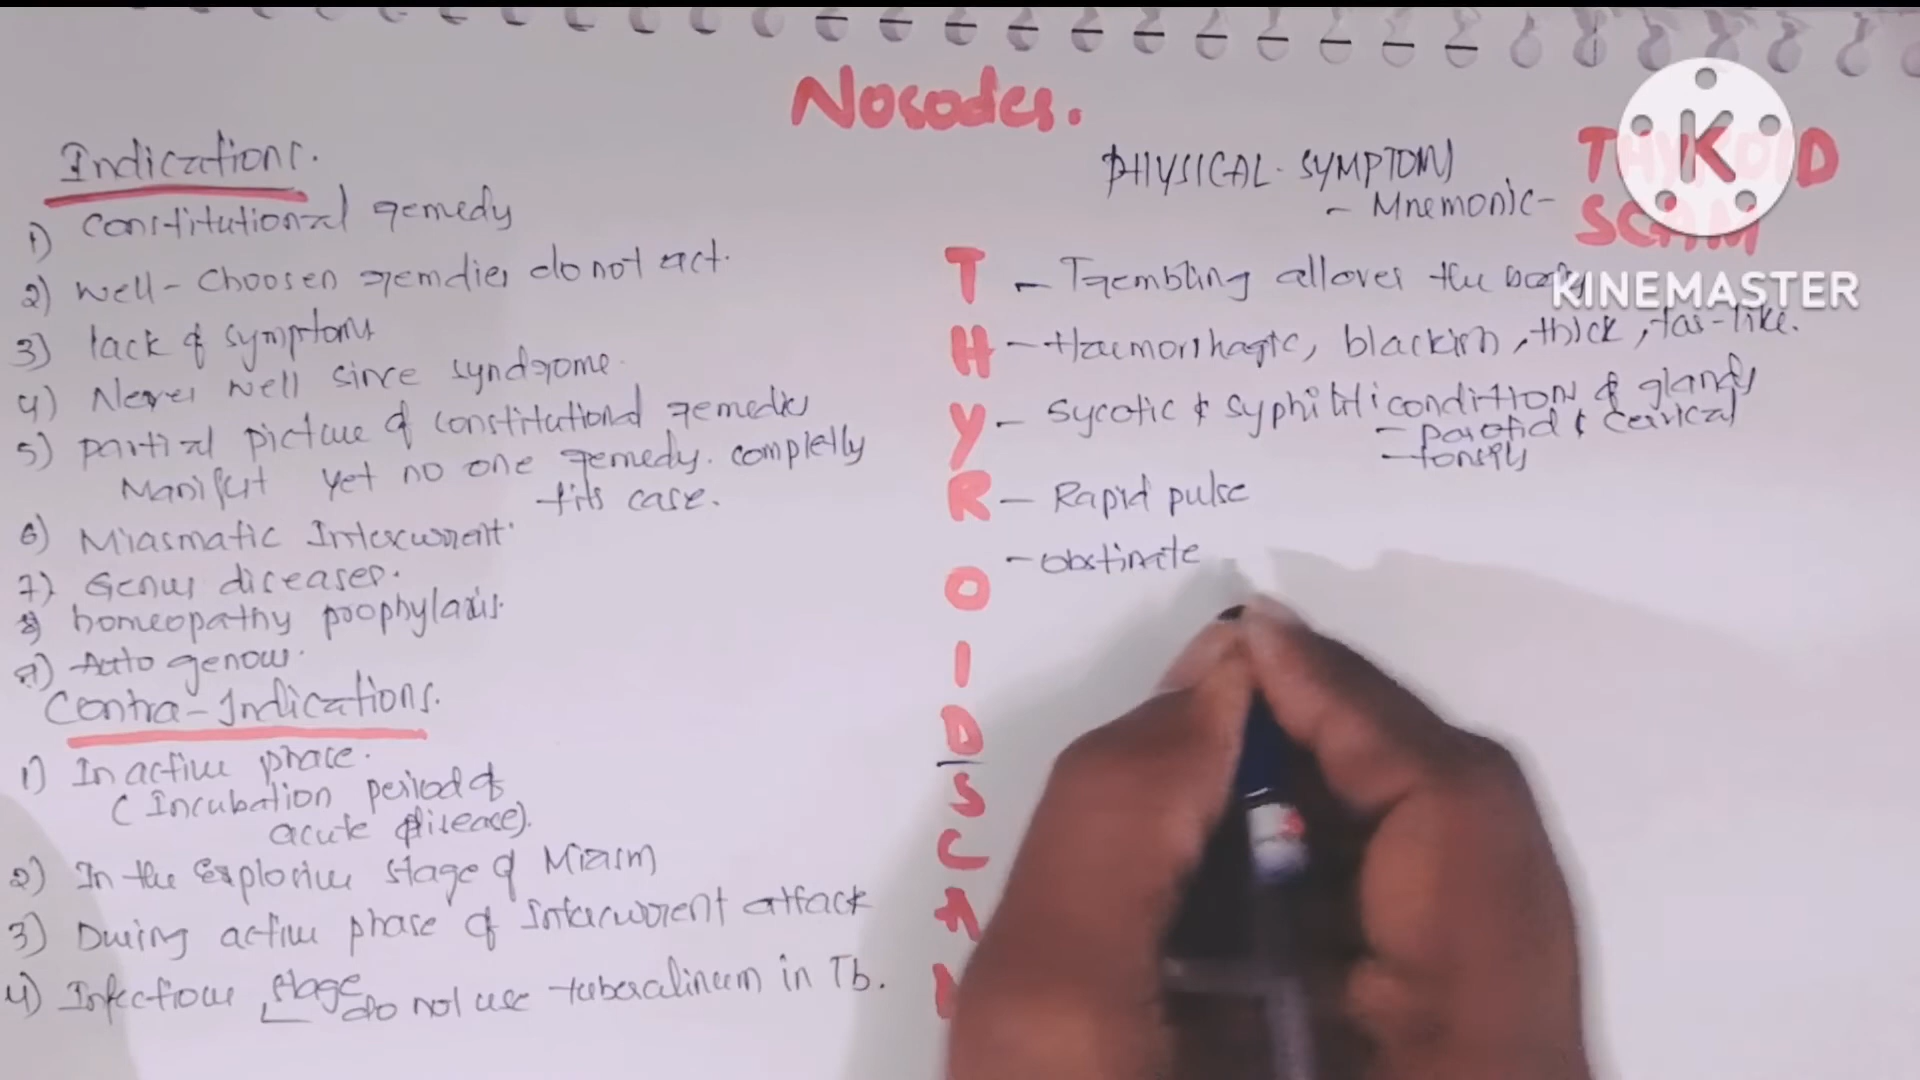 Nosodes.
Indications.
1) Constitutional remedy
2) Well-Choosen remdies do not act.
3) lack of symptoms
4) Never well since syndrome.
5) partial picture of constitutional remedies
Manifest yet no one remedy. completly
fits case.
6) Miasmatic Intercurrent.
7) Genus diseases.
8) homeopathy prophylaxis.
9) Auto genous.
Contra-Indications.
1) In active phase.
( Incubation period of
acute disease).
2) In the Explosive stage of Miasm
3) During active phase of Intercurrent attack
4) Infectious stage
do not use tuberculinum in Tb.
PHYSICAL. SYMPTOMS
- Mnemonic-
THYROID
SCAM
T - Trembling allover the body
H - Haemorrhagic, blackish, thick, tar-like.
Y - Sycotic & Syphilitic condition of glands
- parotid & cervical
- tonsils
R - Rapid pulse
O - obstinate
I
D
S
C
A
K
KINEMASTER